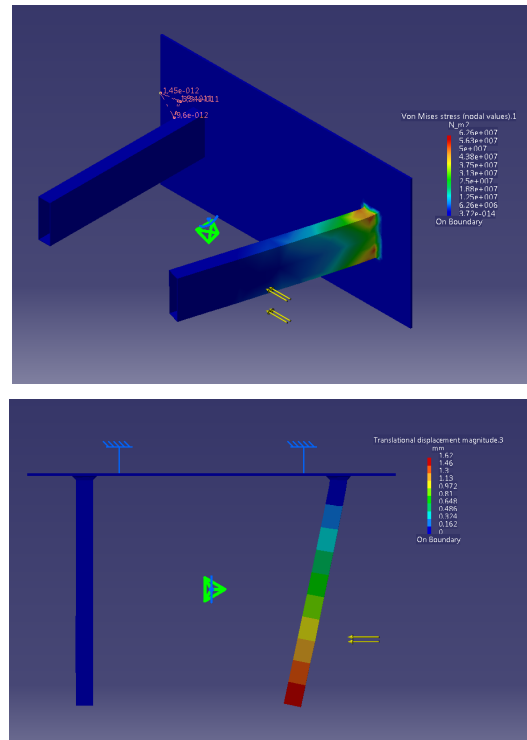 1.45e-012
9.6e-012
Von Mises stress (nodal values).1
N_m2
6.26e+007
5.63e+007
5e+007
4.38e+007
3.75e+007
3.13e+007
2.5e+007
1.88e+007
1.25e+007
6.26e+006
3.72e-014
On Boundary
Translational displacement magnitude.3
mm
1.62
1.46
1.3
1.13
0.972
0.81
0.648
0.486
0.324
0.162
0
On Boundary